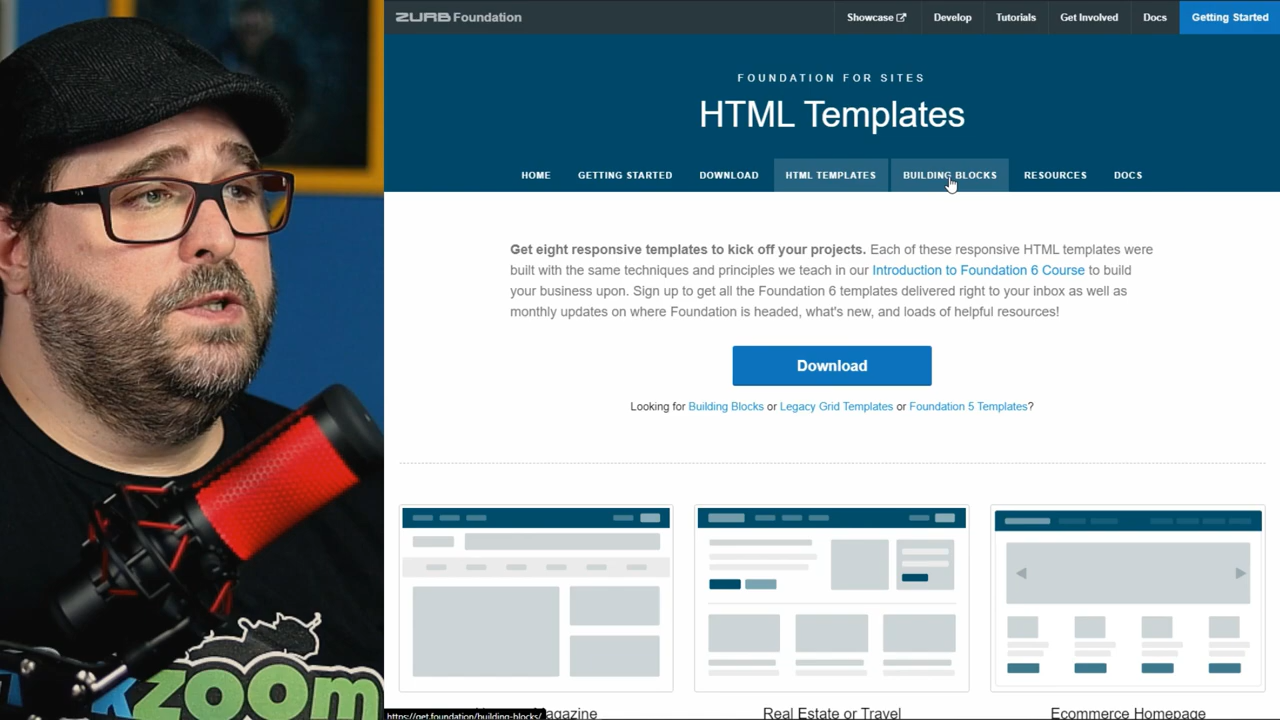 ZURB Foundation
Showcase Develop Tutorials Get Involved Docs Getting Started
FOUNDATION FOR SITES
HTML Templates
HOME GETTING STARTED DOWNLOAD HTML TEMPLATES BUILDING BLOCKS RESOURCES DOCS
Get eight responsive templates to kick off your projects. Each of these responsive HTML templates were
built with the same techniques and principles we teach in our Introduction to Foundation 6 Course to build
your business upon. Sign up to get all the Foundation 6 templates delivered right to your inbox as well as
monthly updates on where Foundation is headed, what's new, and loads of helpful resources!
Download
Looking for Building Blocks or Legacy Grid Templates or Foundation 5 Templates?
zoom
https://get.foundation/building-blocks/
Real Estate or Travel
Ecommerce Homepage